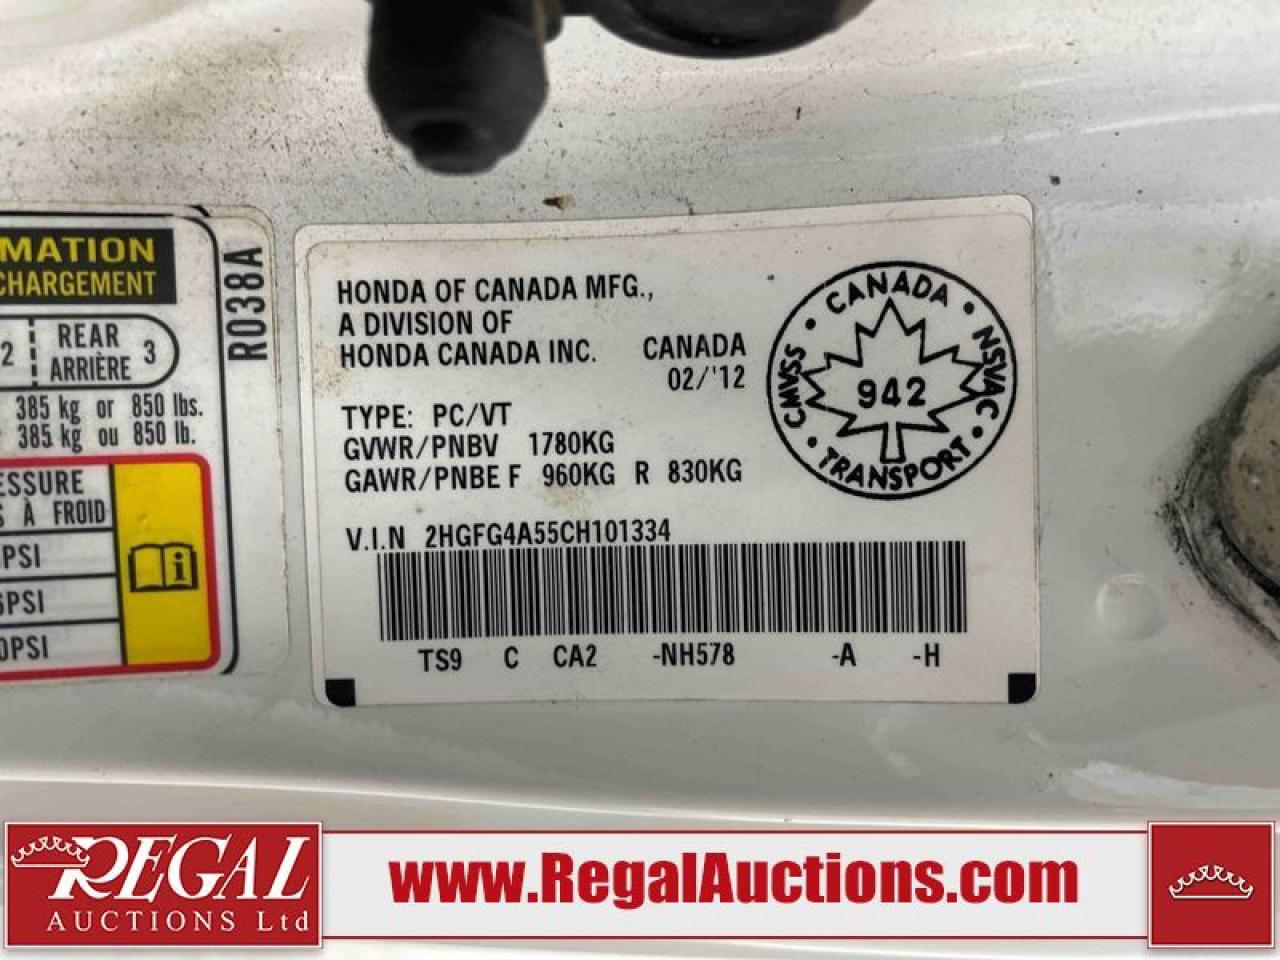 MATION
CHARGEMENT
2 REAR 3
ARRIÈRE
385 kg or 850 lbs.
385 kg ou 850 lb.
ESSURE
S À FROID
PSI
PSI
PSI
R038A
HONDA OF CANADA MFG.,
A DIVISION OF
HONDA CANADA INC. CANADA
02/'12
TYPE: PC/VT
GVWR/PNBV 1780KG
GAWR/PNBE F 960KG R 830KG
V.I.N 2HGFG4A55CH101334
TS9 C CA2 -NH578 -A -H
CANADA • NSVAC • TRANSPORT • CMVSS •
942
REGAL
AUCTIONS Ltd
www.RegalAuctions.com